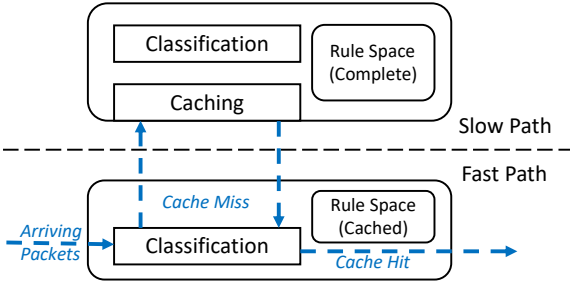 Classification
Rule Space
(Complete)
Caching
Slow Path
Fast Path
Cache Miss
Rule Space
(Cached)
Arriving
Packets
Classification
Cache Hit